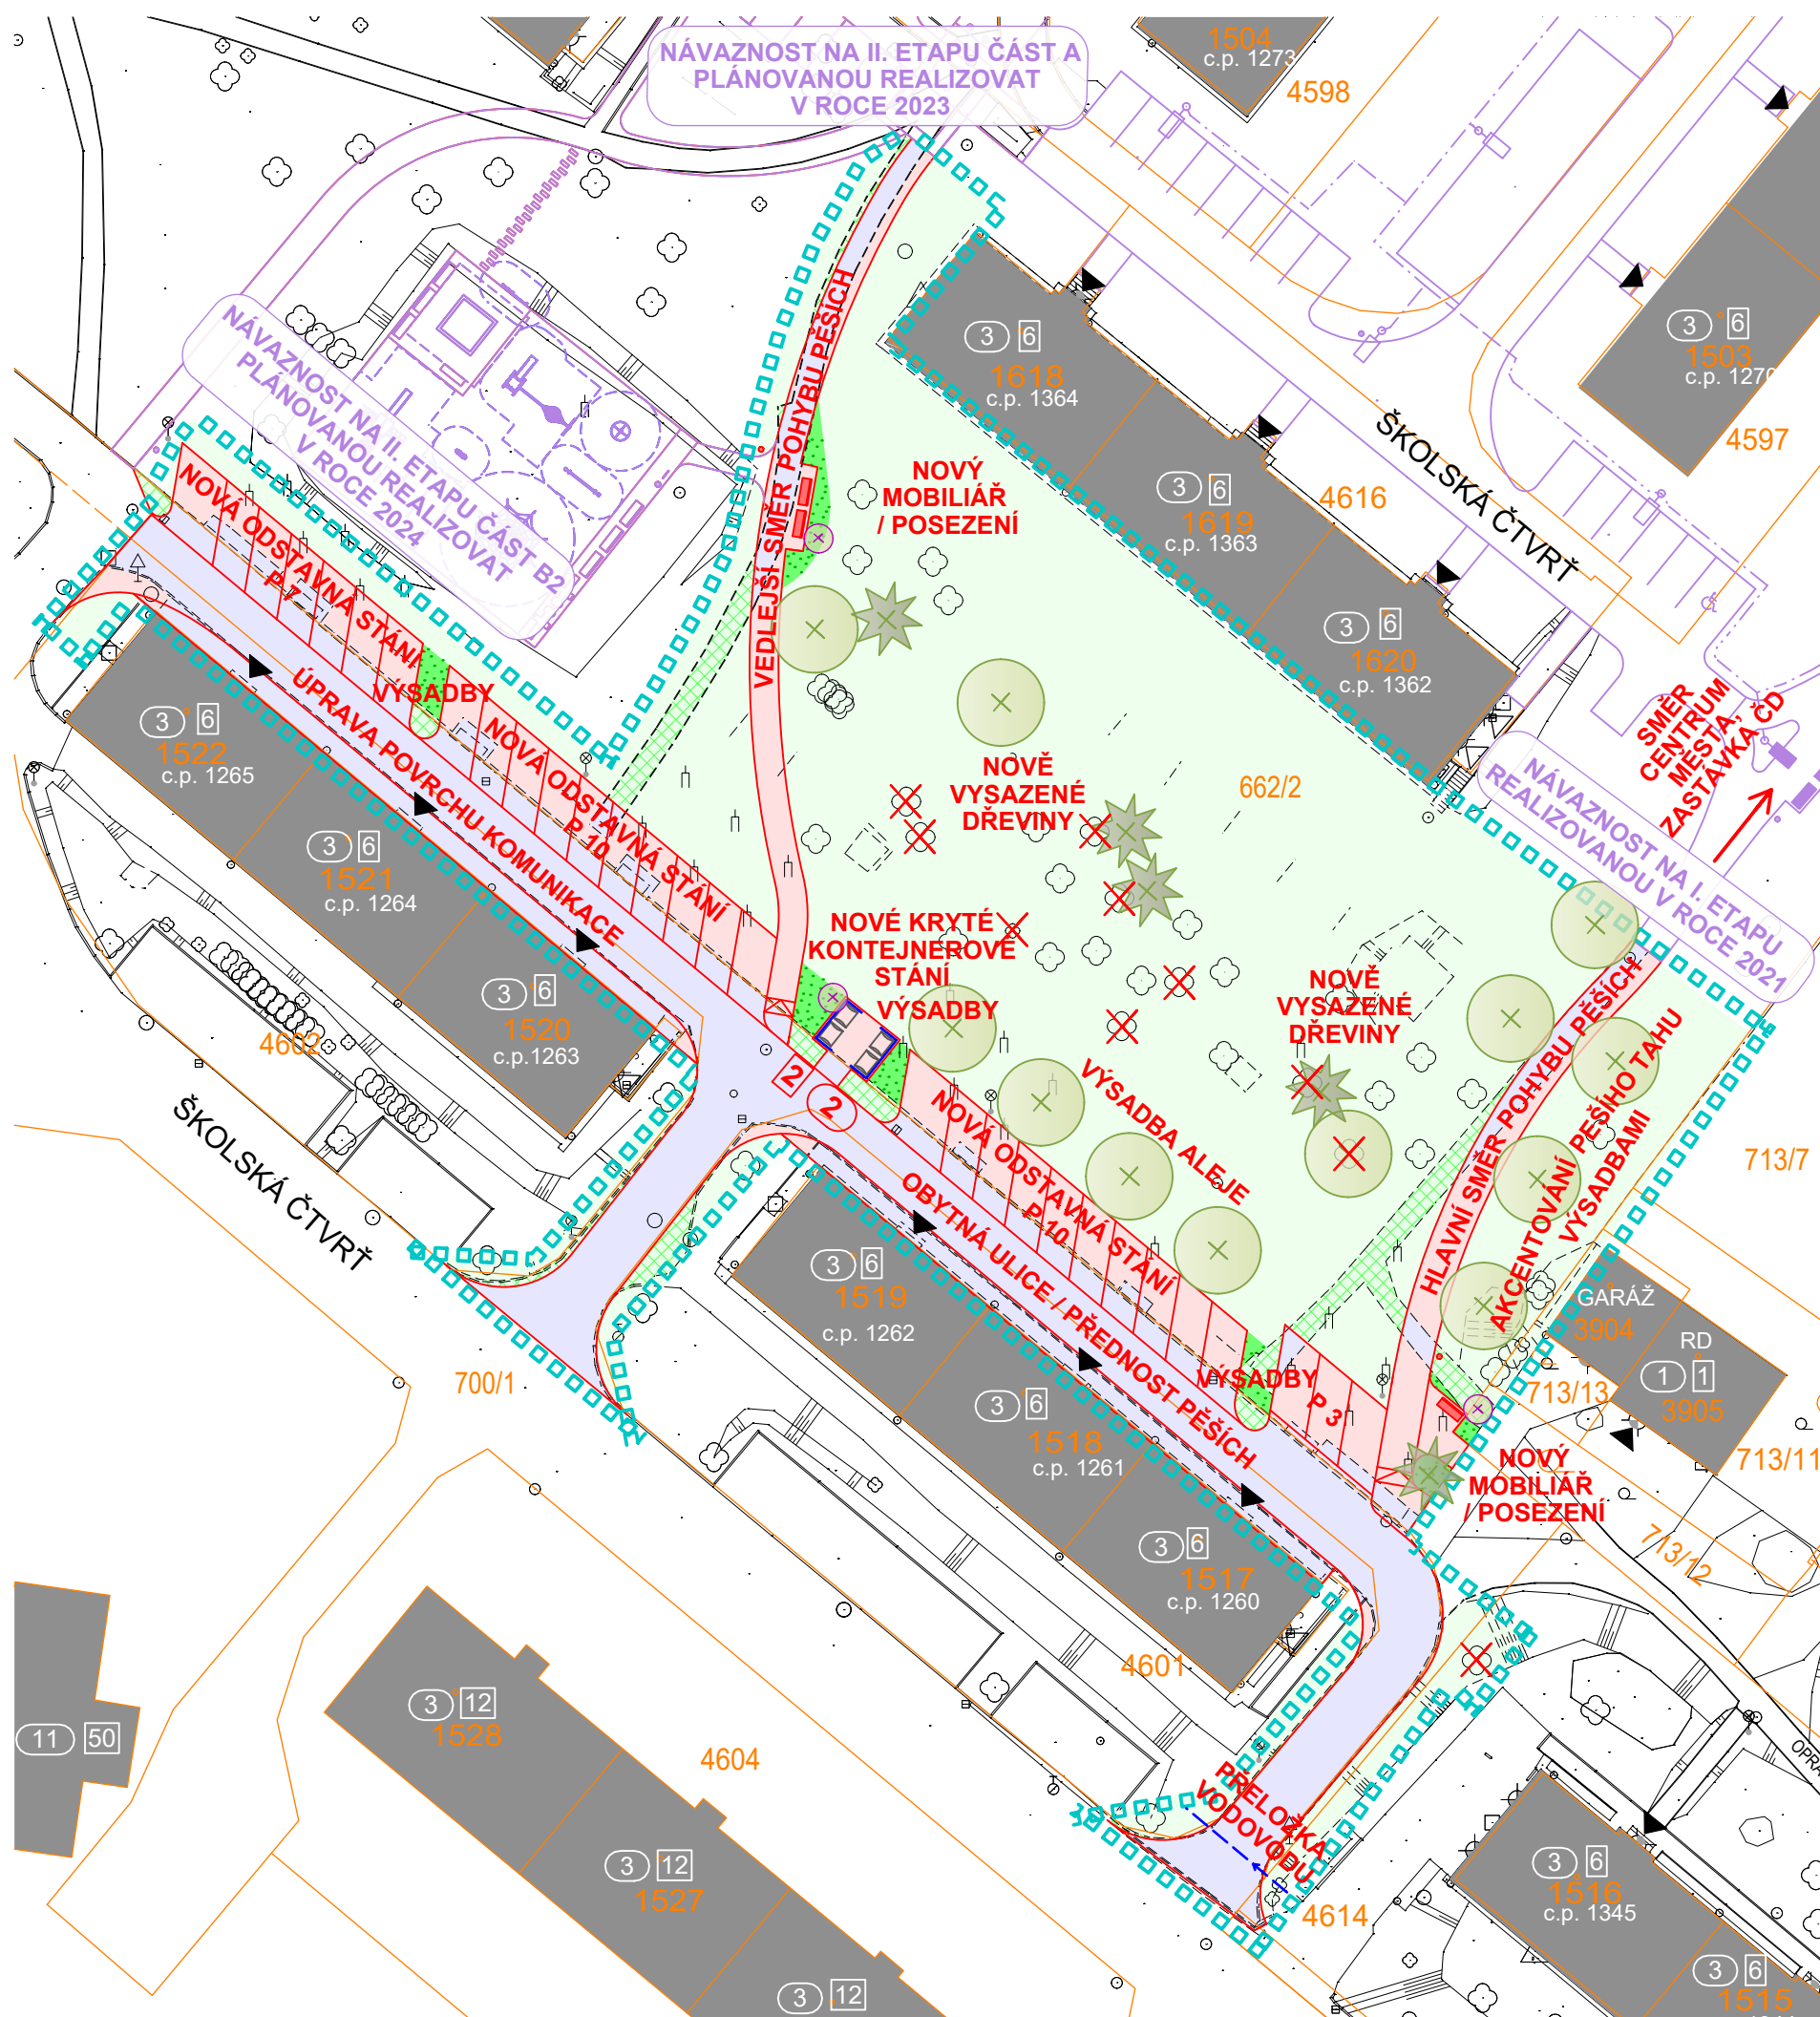 NÁVAZNOST NA II. ETAPU ČÁST A
PLÁNOVANOU REALIZOVAT
V ROCE 2023
1504
c.p. 1273
4598
3 6
1503
c.p. 1270
4597
ŠKOLSKÁ ČTVRŤ
4616
3 6
1618
c.p. 1364
3 6
1619
c.p. 1363
3 6
1620
c.p. 1362
NÁVAZNOST NA II. ETAPU ČÁST B2
PLÁNOVANOU REALIZOVAT
V ROCE 2024
VEDLEJŠÍ SMĚR POHYBU PĚŠÍCH
NOVÝ
MOBILIÁŘ
/ POSEZENÍ
NOVÁ ODSTAVNÁ STÁNÍ
P 7
VÝSADBY
ÚPRAVA POVRCHU KOMUNIKACE
NOVÁ ODSTAVNÁ STÁNÍ
P 10
3 6
1522
c.p. 1265
3 6
1521
c.p. 1264
3 6
1520
c.p.1263
4602
ŠKOLSKÁ ČTVRŤ
NOVĚ
VYSAZENÉ
DŘEVINY
662/2
SMĚR
CENTRUM
MĚSTA,
ZASTÁVKA ČD
NÁVAZNOST NA I. ETAPU
REALIZOVANOU V ROCE 2021
NOVÉ KRYTÉ
KONTEJNEROVÉ
STÁNÍ
VÝSADBY
2
2
NOVĚ
VYSAZENÉ
DŘEVINY
VÝSADBA ALEJE
NOVÁ ODSTAVNÁ STÁNÍ
P 10
OBYTNÁ ULICE / PŘEDNOST PĚŠÍCH
HLAVNÍ SMĚR POHYBU PĚŠÍCH
AKCENTOVÁNÍ PĚŠÍHO TAHU
VÝSADBAMI
713/7
GARÁŽ
3904
RD
1 1
3905
713/13
713/11
713/12
VÝSADBY
P 3
NOVÝ
MOBILIÁŘ
/ POSEZENÍ
3 6
1519
c.p. 1262
3 6
1518
c.p. 1261
3 6
1517
c.p. 1260
700/1
4601
11 50
3 12
1528
3 12
1527
3 12
4604
PŘELOŽKA
VODOVODU
4614
3 6
1516
c.p. 1345
3 6
1515